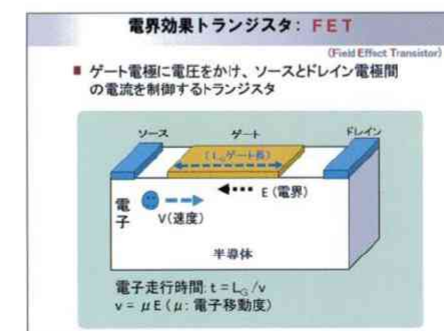 電界効果トランジスタ: FET
(Field Effect Transistor)
■ ゲート電極に電圧をかけ、ソースとドレイン電極間
の電流を制御するトランジスタ
ソース ゲート ドレイン
(LGゲート長)
E (電界)
電子
V(速度)
半導体
電子走行時間: t = LG /v
v = μE (μ: 電子移動度)